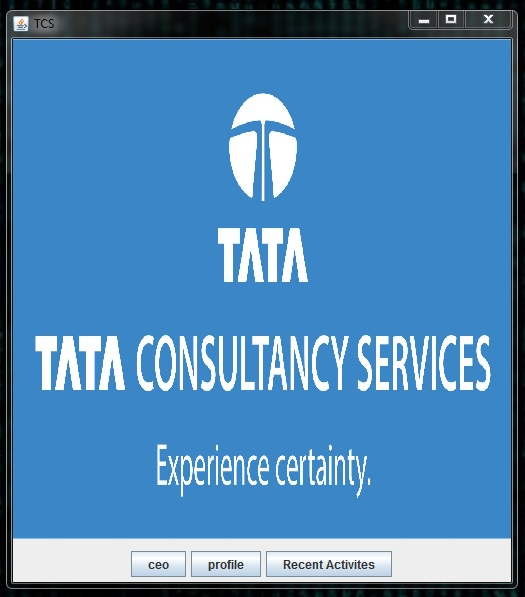 TCS
TATA
TATA CONSULTANCY SERVICES
Experience certainty.
ceo profile Recent Activites